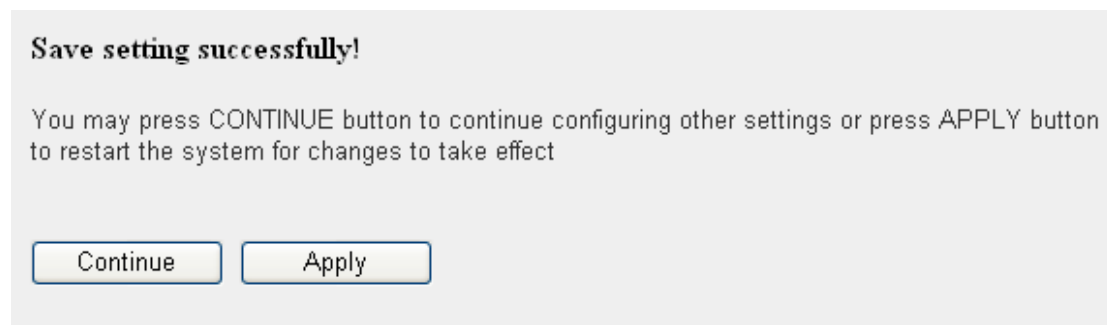 Save setting successfully!
You may press CONTINUE button to continue configuring other settings or press APPLY button
to restart the system for changes to take effect
Continue Apply